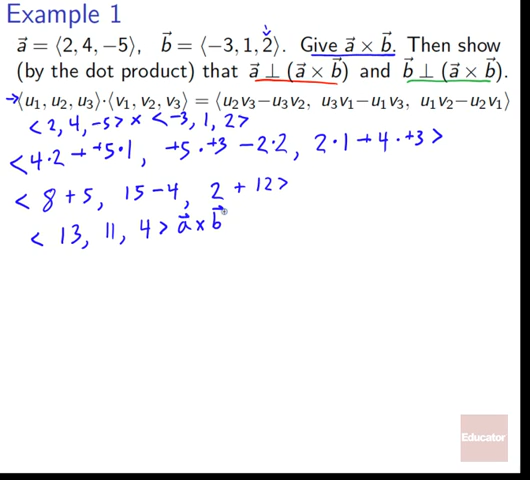 Example 1
a⃗ = ⟨2, 4, −5⟩, b⃗ = ⟨−3, 1, 2⟩. Give a⃗ × b⃗. Then show
(by the dot product) that a⃗ ⊥ (a⃗ × b⃗) and b⃗ ⊥ (a⃗ × b⃗).
→⟨u₁, u₂, u₃⟩·⟨v₁, v₂, v₃⟩ = ⟨u₂v₃−u₃v₂, u₃v₁−u₁v₃, u₁v₂−u₂v₁⟩
<2, 4, -5> × <-3, 1, 2>
<4·2 + +5·1, +5·+3 - 2·2, 2·1 + 4·+3>
< 8 + 5, 15 - 4, 2 + 12>
< 13, 11, 4> a⃗ × b⃗
Educator